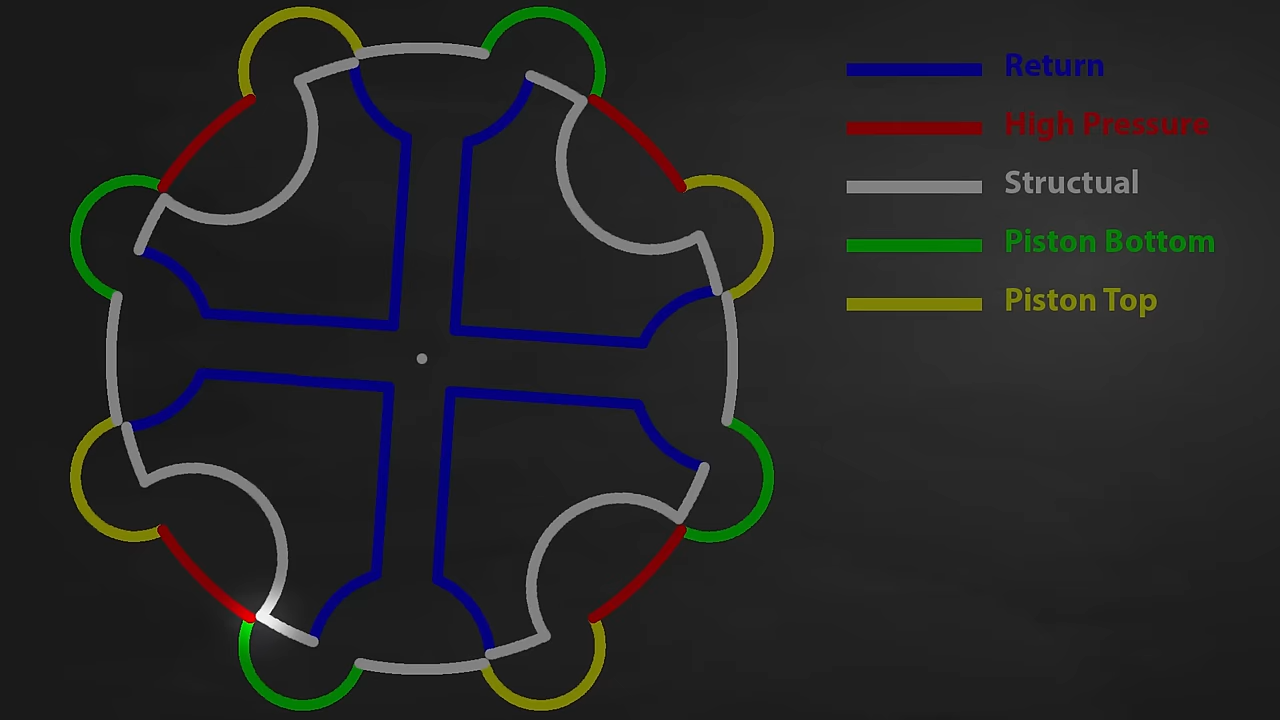 Return
High Pressure
Structual
Piston Bottom
Piston Top